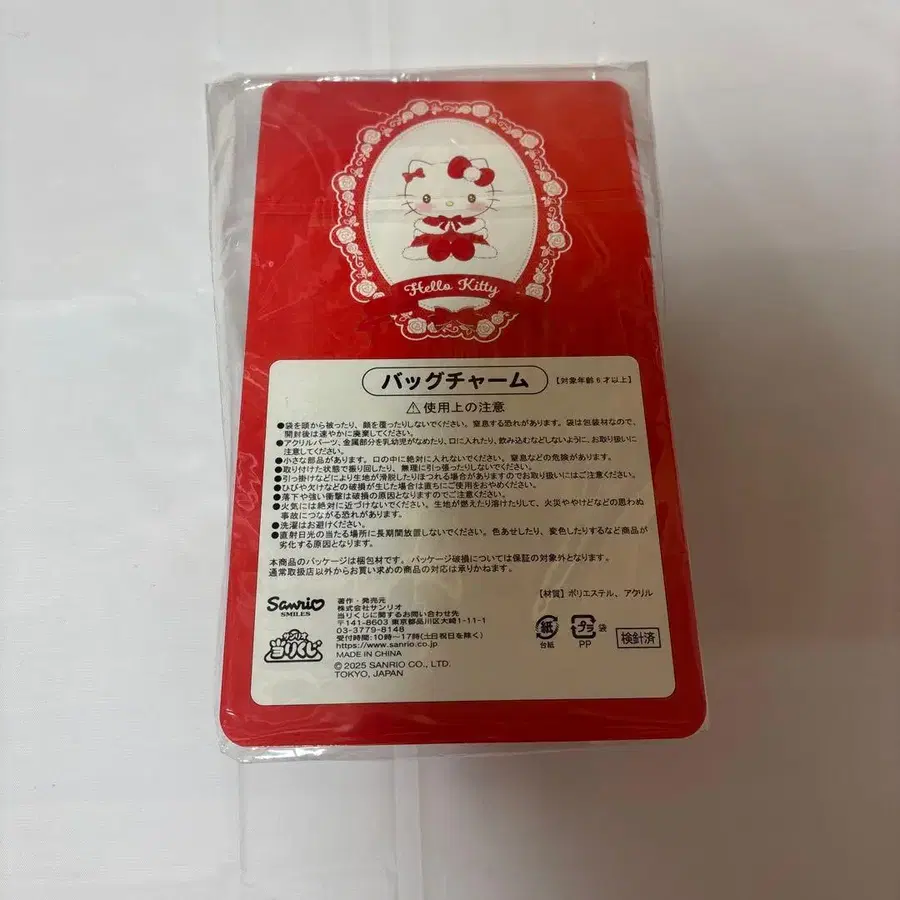 Hello Kitty
バッグチャーム
【対象年齢6才以上】
⚠使用上の注意
●袋を頭から被ったり、顔を覆ったりしないでください。窒息する恐れがあります。袋は包装材なので、
開封後は速やかに廃棄してください。
●アクリルパーツ、金属部分を乳幼児がなめたり、口に入れたり、飲み込むなどしないように、お取り扱いに
注意してください。
●小さな部品があります。口の中に絶対に入れないでください。窒息などの危険があります。
●取り付けた状態で振り回したり、無理に引っ張ったりしないでください。
●引っ掛けなどにより生地が滑脱したりほつれる場合がありますのでお取り扱いにはご注意ください。
●ひびや欠けなどの破損が生じた場合は直ちにご使用をおやめください。
●落下や強い衝撃は破損の原因となりますのでご注意ください。
●火気には絶対に近づけないでください。生地が燃えたり溶けたりして、火災ややけどなどの思わぬ
事故につながる恐れがあります。
●洗濯はお避けください。
●直射日光の当たる場所に長期間放置しないでください。色あせたり、変色したりするなど商品が
劣化する原因となります。
本商品のパッケージは梱包材です。パッケージ破損については保証の対象外となります。
通常取扱店以外からお買い求めの商品の対応は承りかねます。
【材質】ポリエステル、アクリル
Sanrio
SMILES
サンリオ
当りくじ
著作・発売元
株式会社サンリオ
当りくじに関するお問い合わせ先
〒141-8603 東京都品川区大崎1-11-1
03-3779-8148
受付時間:10時〜17時(土日祝日を除く)
https://www.sanrio.co.jp
MADE IN CHINA
© 2025 SANRIO CO., LTD.
TOKYO, JAPAN
紙
台紙
プラ
袋
PP
検針済